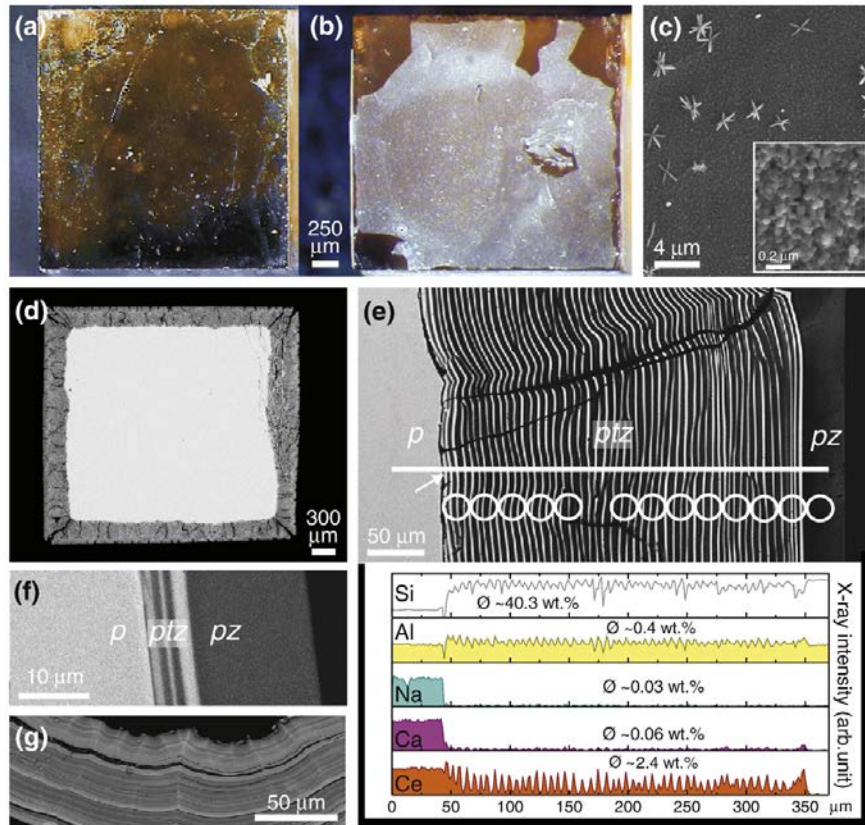 (a)
(b)
(c)
250
μm
4 μm
0.2 μm
(d)
(e)
p
ptz
pz
300
μm
50 μm
(f)
p
ptz
pz
10 μm
(g)
50 μm
Si
Ø ~40.3 wt.%
Al
Ø ~0.4 wt.%
Na
Ø ~0.03 wt.%
Ca
Ø ~0.06 wt.%
Ce
Ø ~2.4 wt.%
X-ray intensity (arb.unit)
0 50 100 150 200 250 300 350 μm